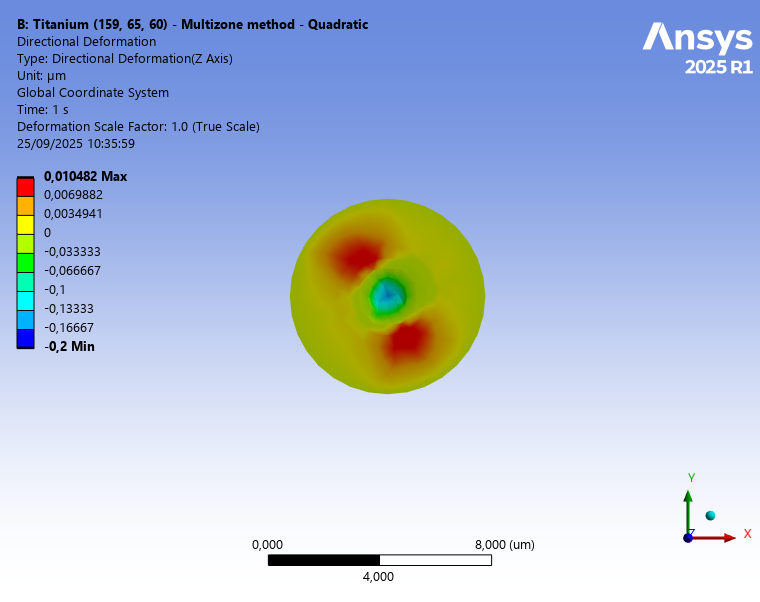 B: Titanium (159, 65, 60) - Multizone method - Quadratic
Directional Deformation
Type: Directional Deformation(Z Axis)
Unit: µm
Global Coordinate System
Time: 1 s
Deformation Scale Factor: 1.0 (True Scale)
25/09/2025 10:35:59
Ansys
2025 R1
0,010482 Max
0,0069882
0,0034941
0
-0,033333
-0,066667
-0,1
-0,13333
-0,16667
-0,2 Min
Y
Z
X
0,000
8,000 (um)
4,000